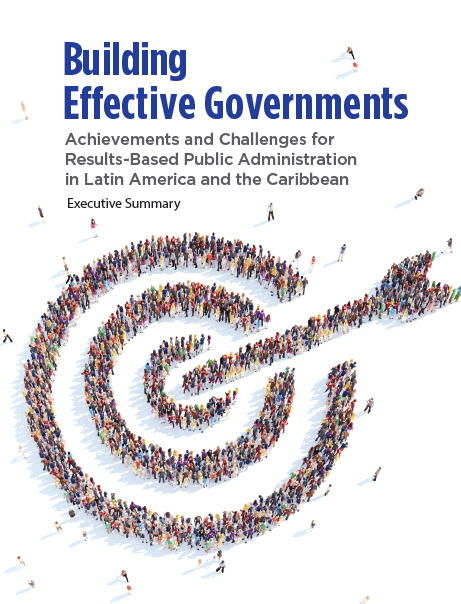 Building
Effective Governments
Achievements and Challenges for
Results-Based Public Administration
in Latin America and the Caribbean
Executive Summary